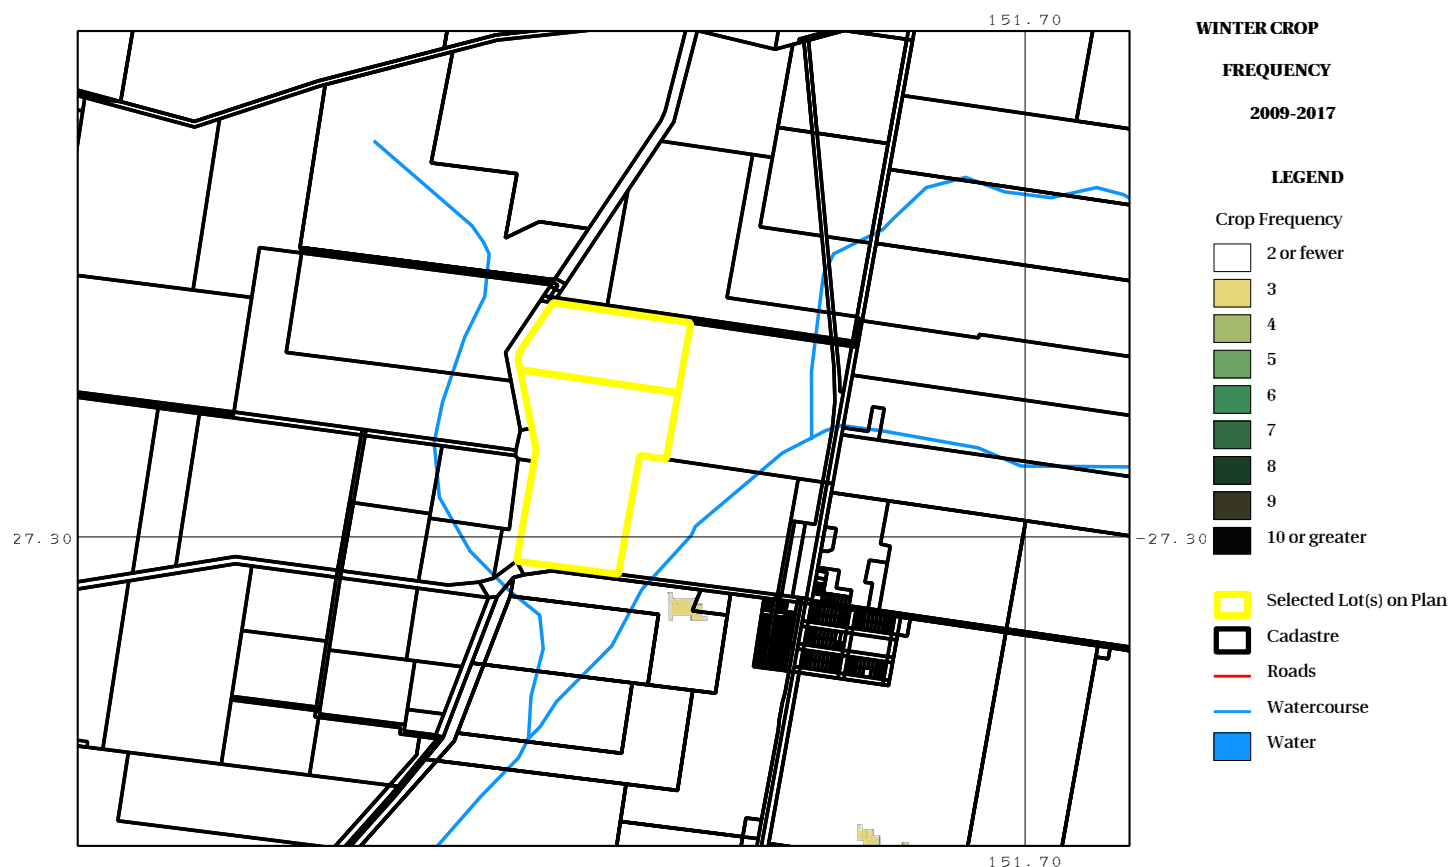 151.70
WINTER CROP
FREQUENCY
2009-2017
LEGEND
Crop Frequency
2 or fewer
3
4
5
6
7
8
9
10 or greater
27.30
-27.30
Selected Lot(s) on Plan
Cadastre
Roads
Watercourse
Water
151.70